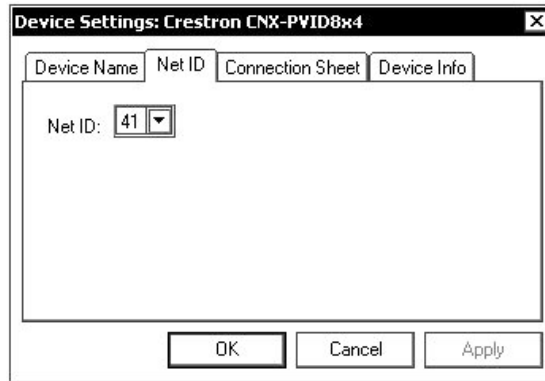 Device Settings: Crestron CNX-PVID8x4
Device Name Net ID Connection Sheet Device Info
Net ID: 41
OK Cancel Apply